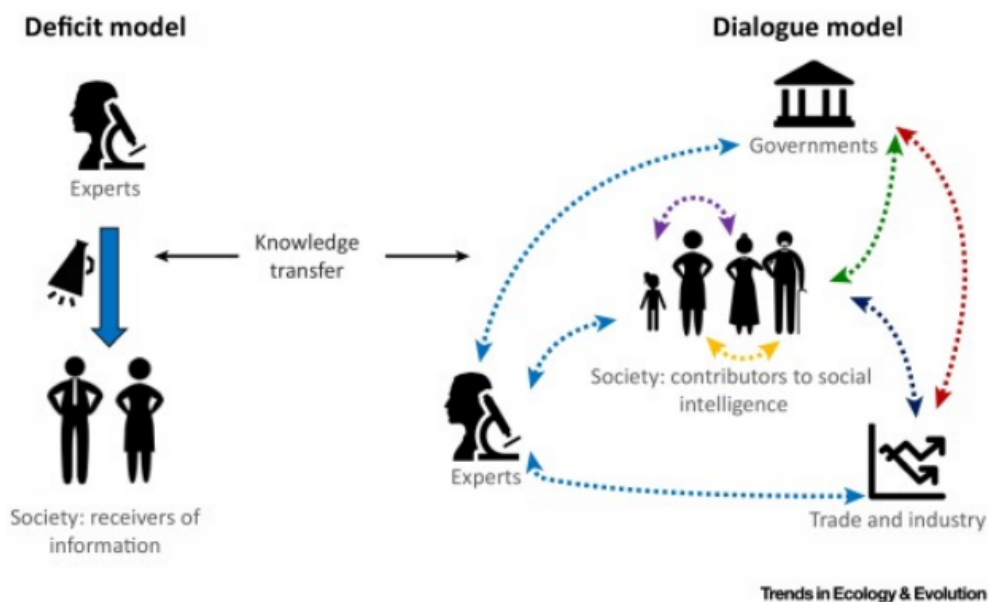 Deficit model
Dialogue model
Experts
Governments
Knowledge
transfer
Society: contributors to social
intelligence
Experts
Society: receivers of
information
Trade and industry
Trends in Ecology & Evolution